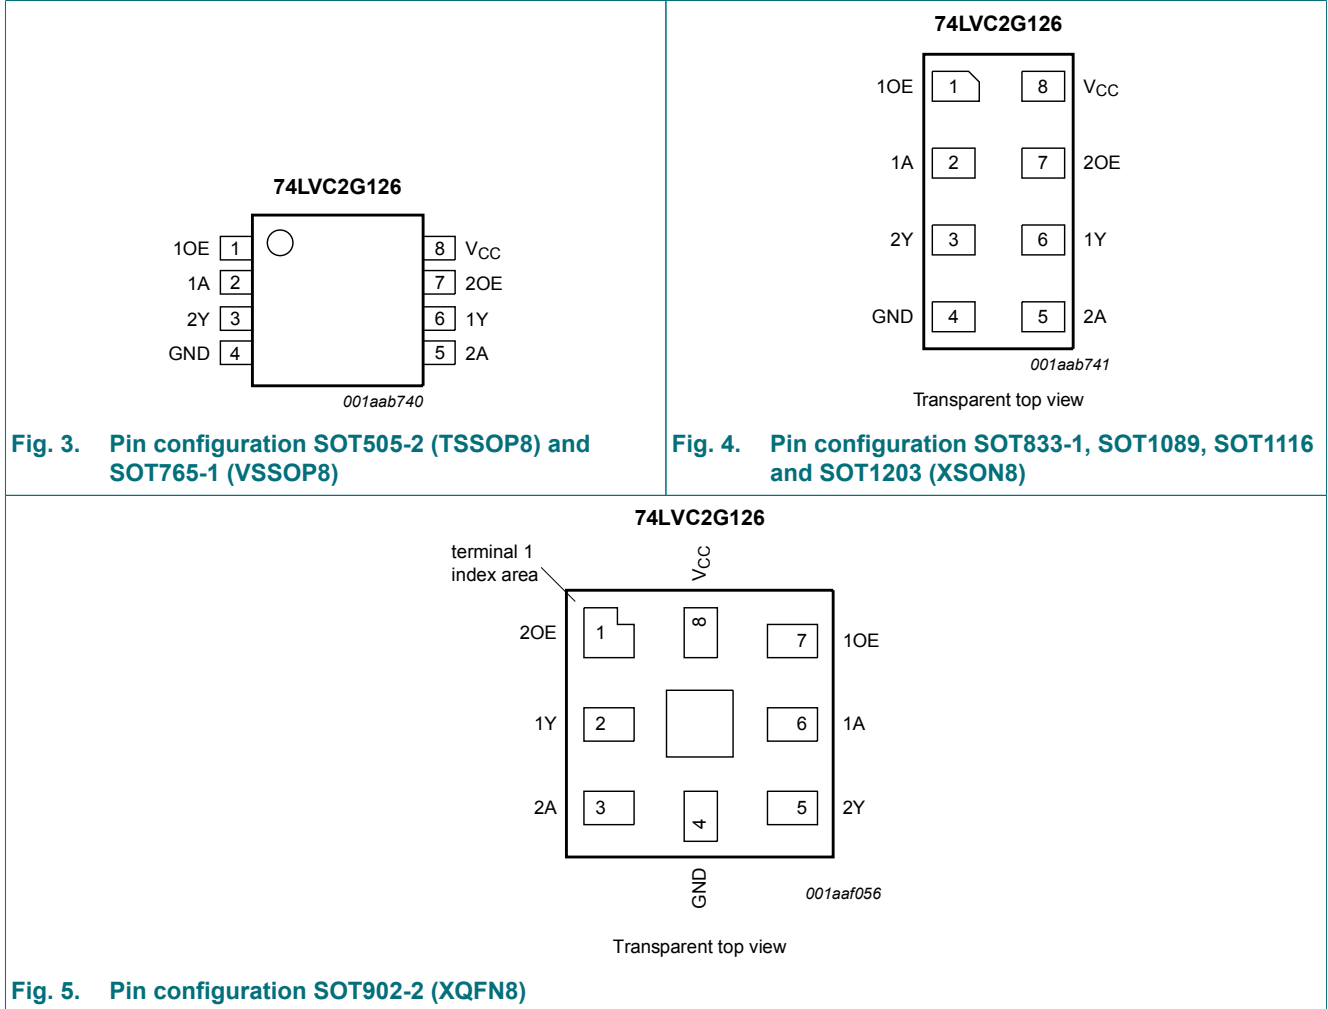 74LVC2G126
1OE 1 8 VCC
1A 2 7 2OE
2Y 3 6 1Y
GND 4 5 2A
001aab740
Fig. 3. Pin configuration SOT505-2 (TSSOP8) and
SOT765-1 (VSSOP8)
74LVC2G126
1OE 1 8 VCC
1A 2 7 2OE
2Y 3 6 1Y
GND 4 5 2A
001aab741
Transparent top view
Fig. 4. Pin configuration SOT833-1, SOT1089, SOT1116
and SOT1203 (XSON8)
74LVC2G126
terminal 1
index area
VCC
2OE 1 8 7 1OE
1Y 2 6 1A
2A 3 4 5 2Y
GND
001aaf056
Transparent top view
Fig. 5. Pin configuration SOT902-2 (XQFN8)